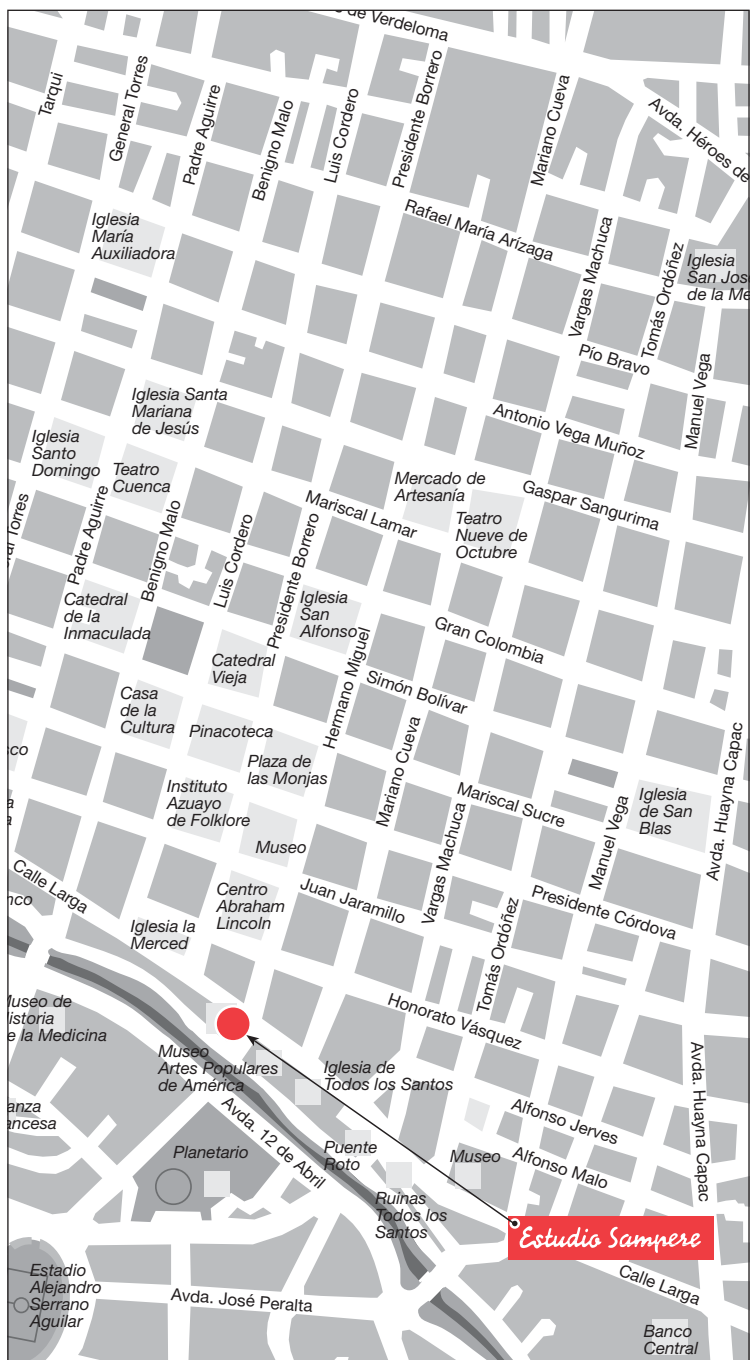 o de Verdeloma
Tarqui
General Torres
Padre Aguirre
Benigno Malo
Luis Cordero
Presidente Borrero
Mariano Cueva
Avda. Héroes de
Rafael María Arízaga
Iglesia
María
Auxiliadora
Vargas Machuca
Tomás Ordóñez
Iglesia
San Jos
de la Me
Pío Bravo
Manuel Vega
Iglesia Santa
Mariana
de Jesús
Antonio Vega Muñoz
Iglesia
Santo
Domingo
Teatro
Cuenca
Mercado de
Artesanía
Gaspar Sangurima
Mariscal Lamar
Teatro
Nueve de
Octubre
ral Torres
Padre Aguirre
Benigno Malo
Luis Cordero
Presidente Borrero
Catedral
de la
Inmaculada
Iglesia
San
Alfonso
Gran Colombia
Catedral
Vieja
Hermano Miguel
Simón Bolívar
Casa
de la
Cultura
Pinacoteca
Mariano Cueva
Avda. Huayna Capac
co
Plaza de
las Monjas
Instituto
Azuayo
de Folklore
Mariscal Sucre
Iglesia
de San
Blas
a
a
Manuel Vega
Museo
Vargas Machuca
Calle Larga
Centro
Abraham
Lincoln
Juan Jaramillo
Presidente Córdova
nco
Iglesia la
Merced
Tomás Ordóñez
Honorato Vásquez
Museo de
istoria
e la Medicina
Museo
Artes Populares
de América
Iglesia de
Todos los Santos
Avda. Huayna Capac
anza
ancesa
Avda. 12 de Abril
Alfonso Jerves
Planetario
Puente
Roto
Museo
Alfonso Malo
Ruinas
Todos los
Santos
Estudio Sampere
Estadio
Alejandro
Serrano
Aguilar
Calle Larga
Avda. José Peralta
Banco
Central